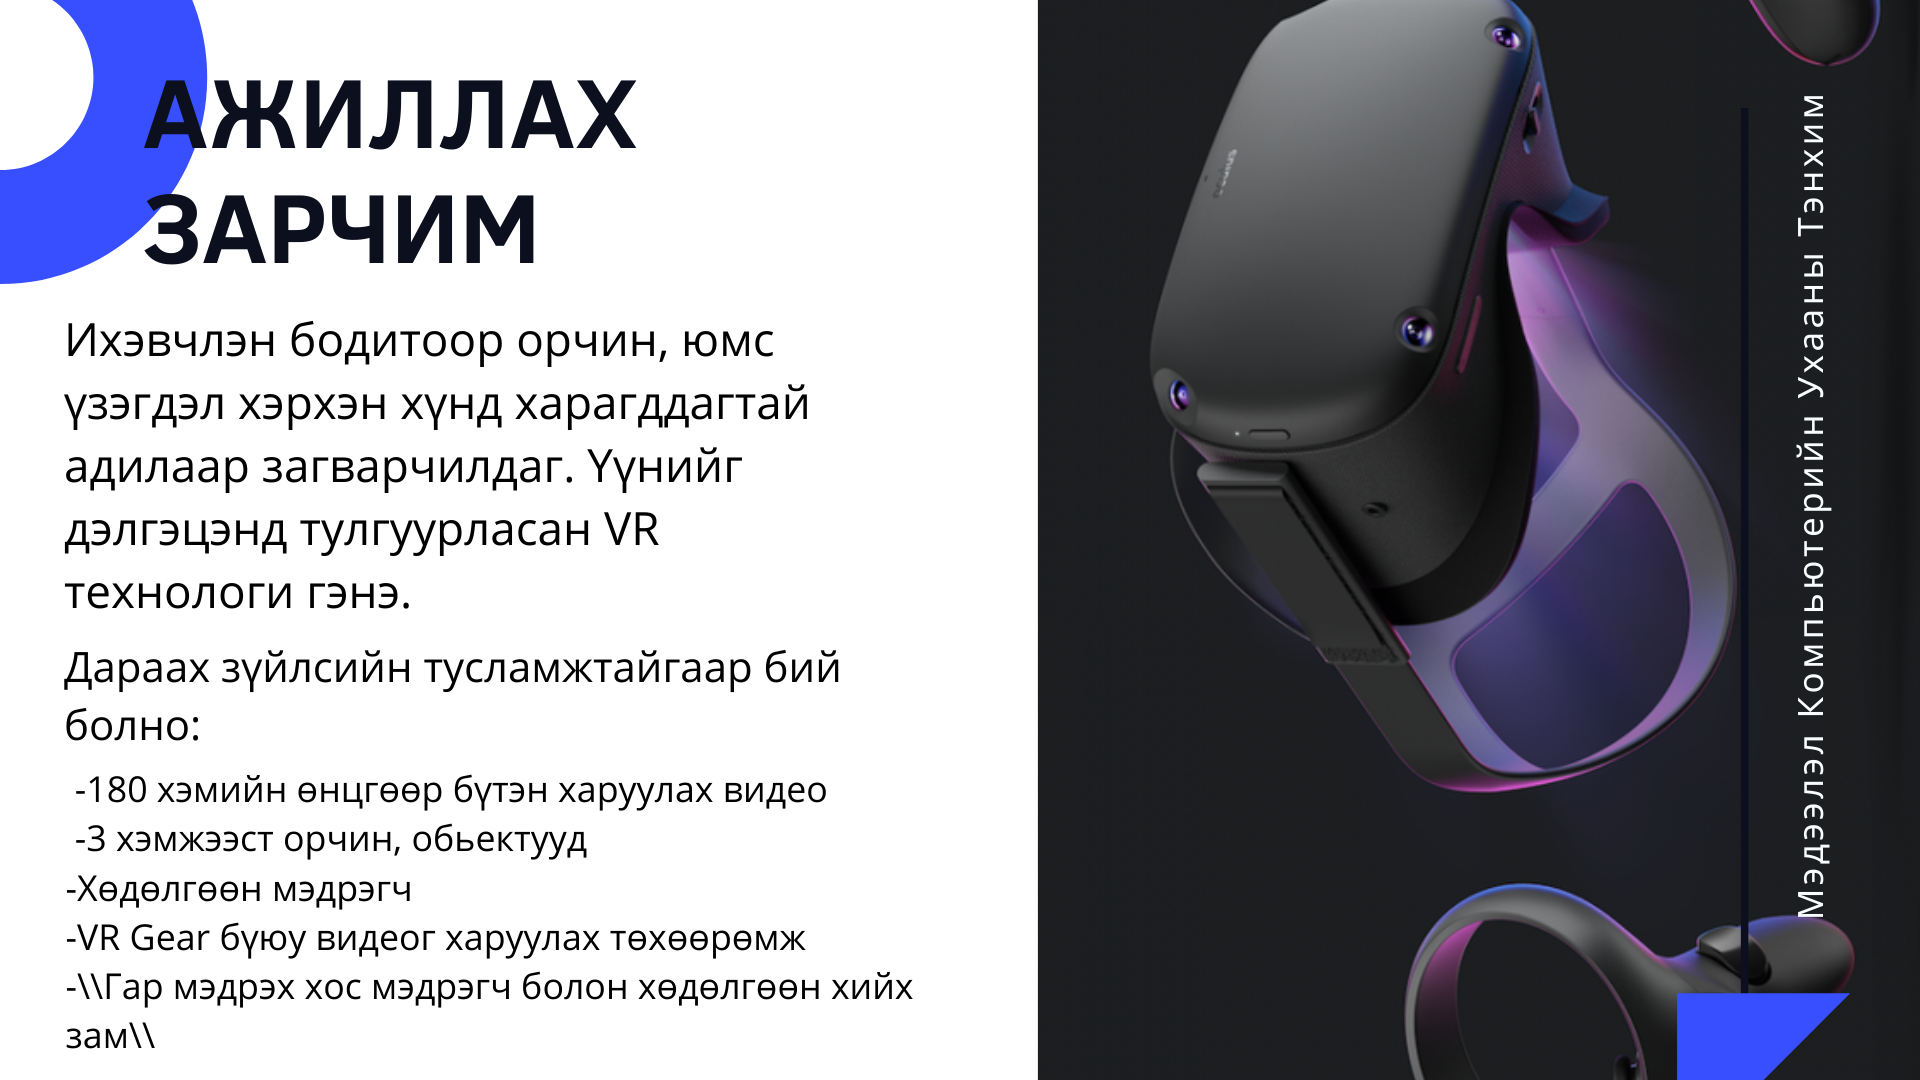 АЖИЛЛАХ
ЗАРЧИМ
Ихэвчлэн бодитоор орчин, юмс
үзэгдэл хэрхэн хүнд харагддагтай
адилаар загварчилдаг. Үүнийг
дэлгэцэнд тулгуурласан VR
технологи гэнэ.
Дараах зүйлсийн тусламжтайгаар бий
болно:
-180 хэмийн өнцгөөр бүтэн харуулах видео
-3 хэмжээст орчин, обьектууд
-Хөдөлгөөн мэдрэгч
-VR Gear бүюу видеог харуулах төхөөрөмж
-\\Гар мэдрэх хос мэдрэгч болон хөдөлгөөн хийх
зам\\
Мэдээлэл Компьютерийн Ухааны Тэнхим